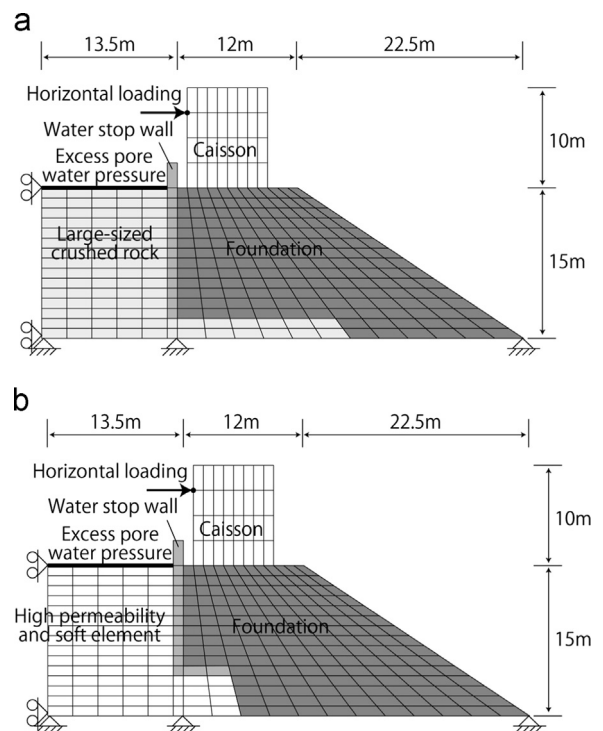 a
13.5m 12m 22.5m
Horizontal loading
Water stop wall
Caisson
10m
Excess pore
water pressure
Large-sized
crushed rock
Foundation
15m
b
13.5m 12m 22.5m
Horizontal loading
Water stop wall
Caisson
10m
Excess pore
water pressure
High permeability
and soft element
Foundation
15m